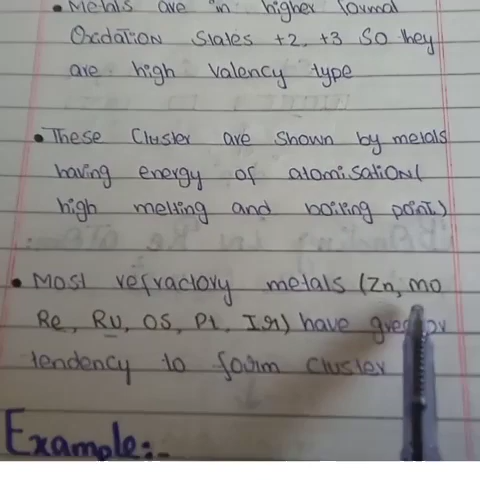 • Metals are in higher formal
Oxidation States +2, +3 So they
are high valency type
• These Cluster are shown by metals
having energy of atomisation(
high melting and boiling point)
• Most refractory metals (Zn, mo
Re, Ru, OS, Pt, Ir) have greater
tendency to form cluster
Example:-